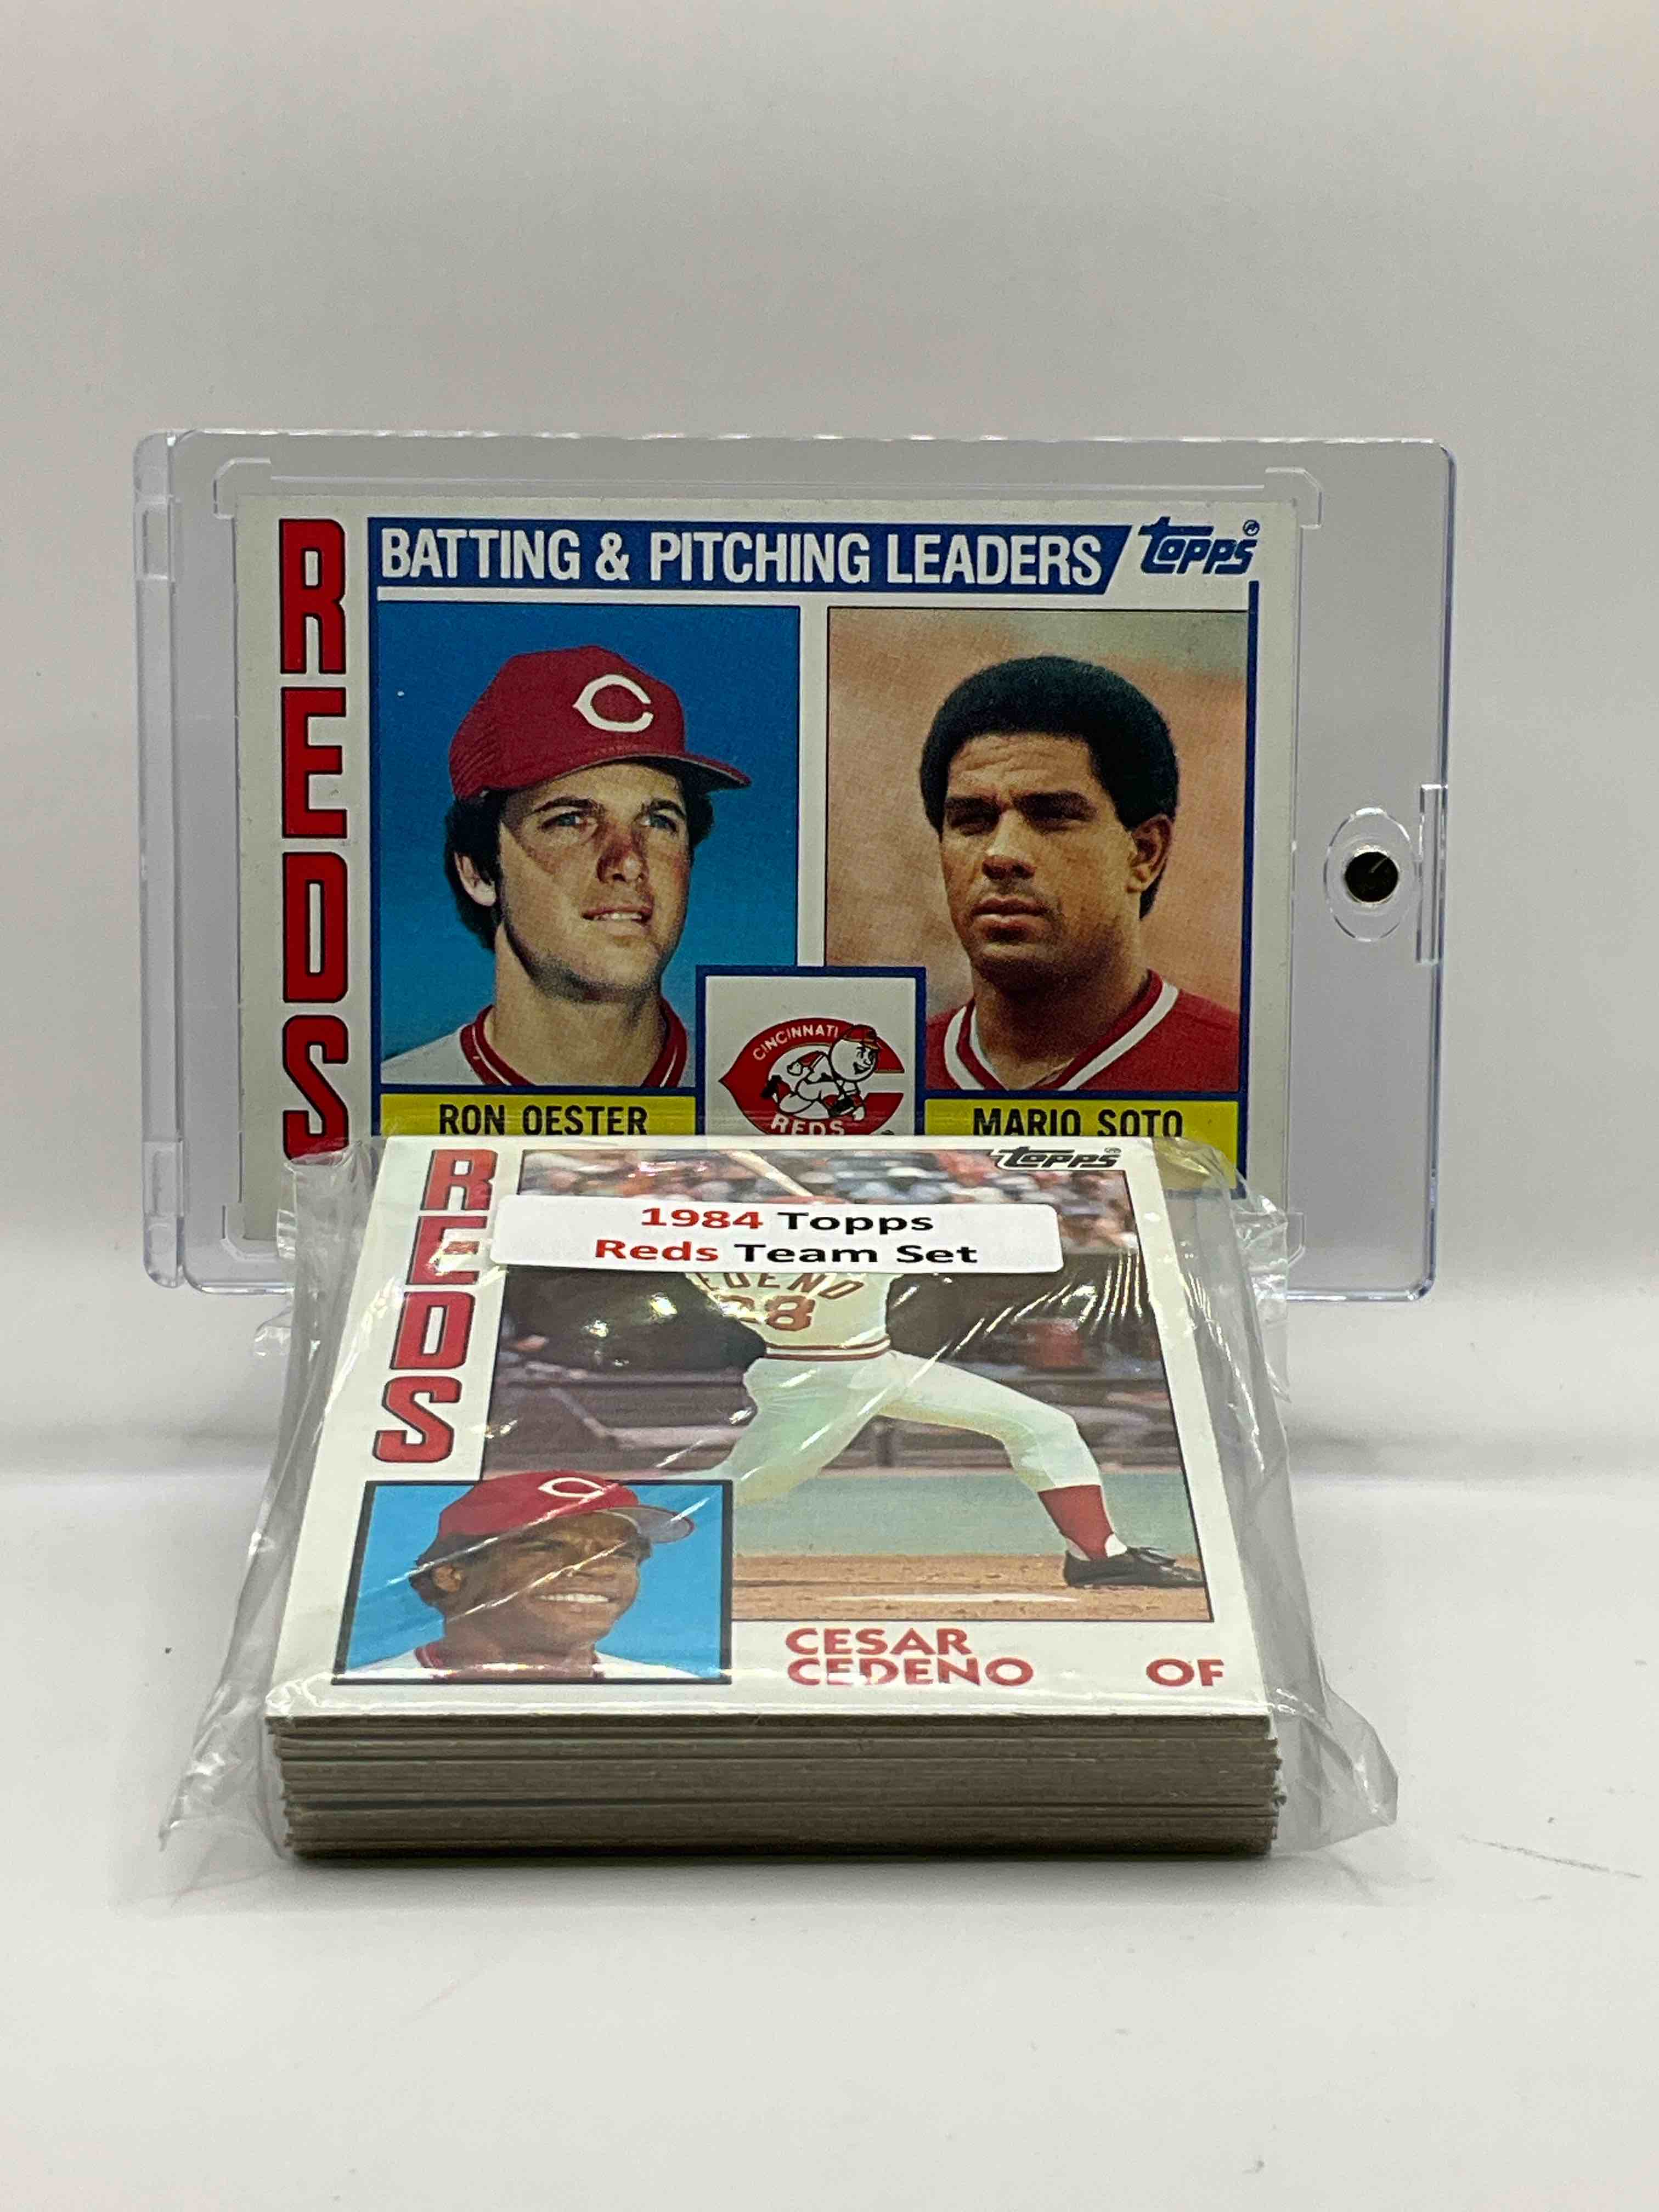 REDS
BATTING & PITCHING LEADERS
Topps
C
RON OESTER
CINCINNATI
REDS
MARIO SOTO
REDS
Topps
1984 Topps
Reds Team Set
28
C
CESAR
CEDENO
OF